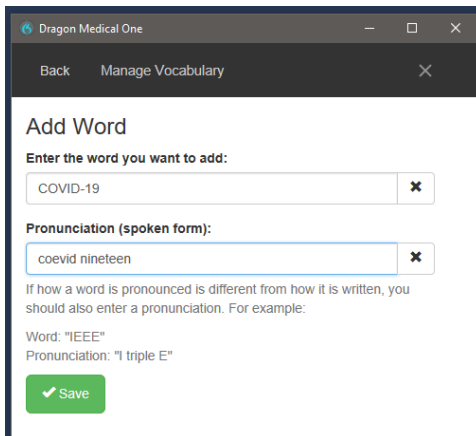 Dragon Medical One
Back Manage Vocabulary
Add Word
Enter the word you want to add:
COVID-19
Pronunciation (spoken form):
coevid nineteen
If how a word is pronounced is different from how it is written, you
should also enter a pronunciation. For example:
Word: "IEEE"
Pronunciation: "I triple E"
Save